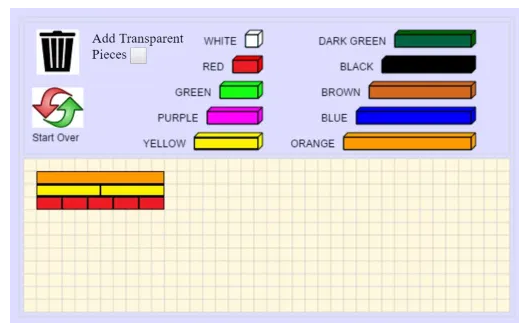 Add Transparent
Pieces
Start Over
WHITE
RED
GREEN
PURPLE
YELLOW
DARK GREEN
BLACK
BROWN
BLUE
ORANGE